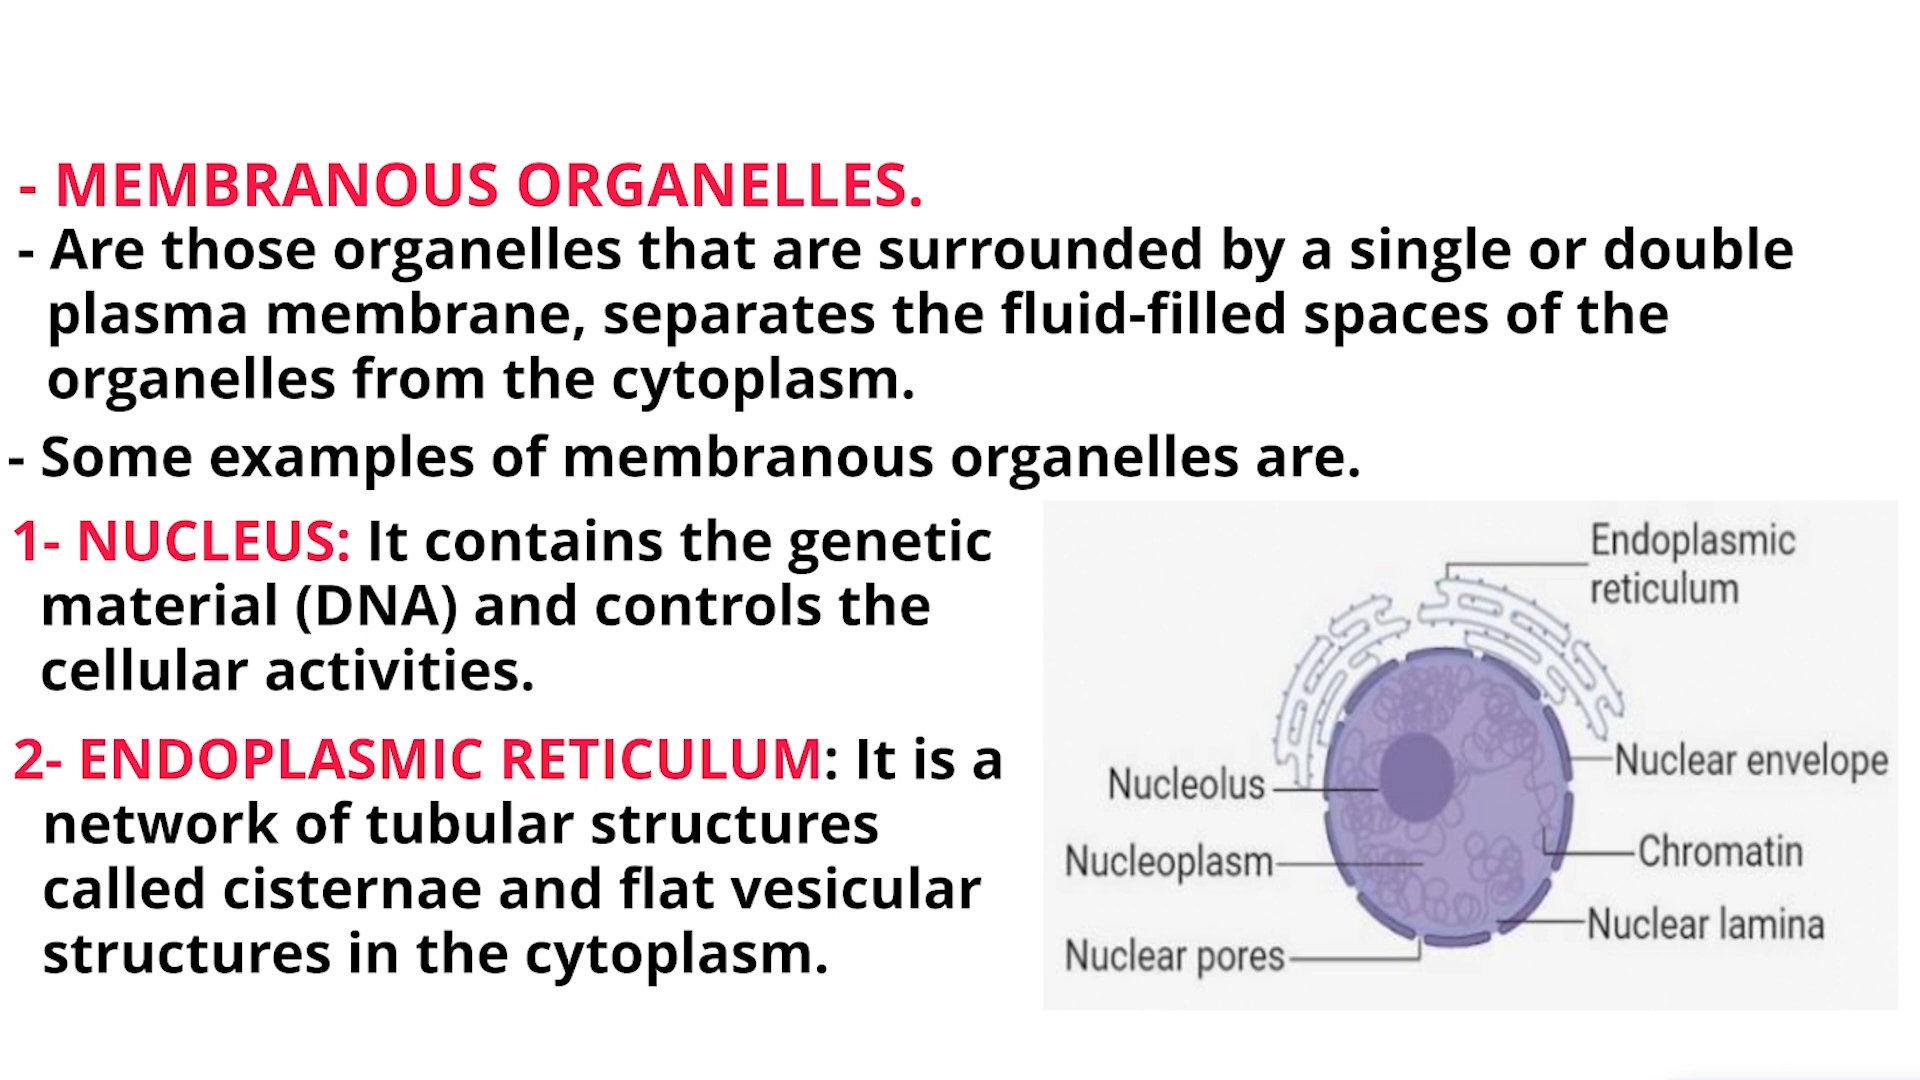 - MEMBRANOUS ORGANELLES.
- Are those organelles that are surrounded by a single or double
plasma membrane, separates the fluid-filled spaces of the
organelles from the cytoplasm.
- Some examples of membranous organelles are.
1- NUCLEUS: It contains the genetic
material (DNA) and controls the
cellular activities.
2- ENDOPLASMIC RETICULUM: It is a
network of tubular structures
called cisternae and flat vesicular
structures in the cytoplasm.
Endoplasmic
reticulum
Nuclear envelope
Nucleolus
Chromatin
Nucleoplasm
Nuclear lamina
Nuclear pores